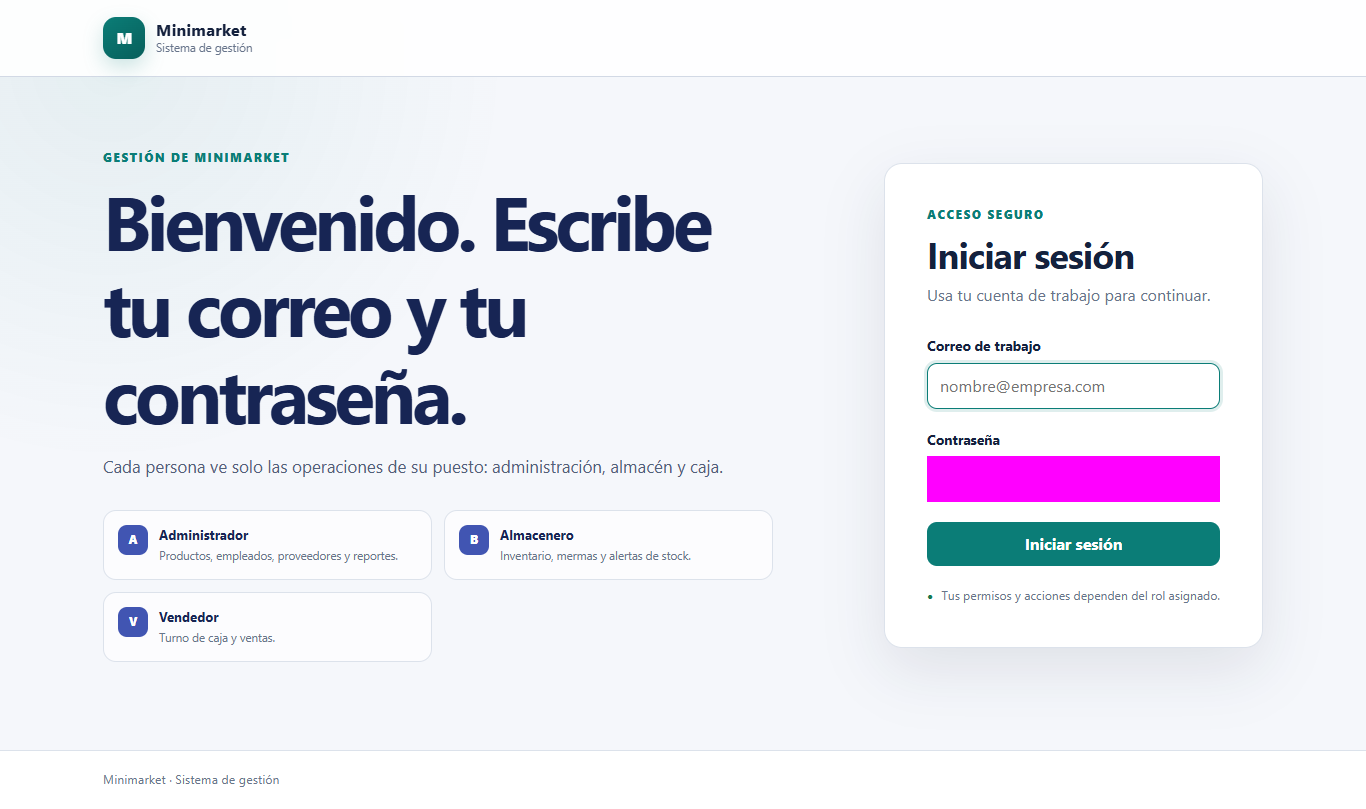 M
Minimarket
Sistema de gestión
GESTIÓN DE MINIMARKET
Bienvenido. Escribe
tu correo y tu
contraseña.
Cada persona ve solo las operaciones de su puesto: administración, almacén y caja.
A
Administrador
Productos, empleados, proveedores y reportes.
B
Almacenero
Inventario, mermas y alertas de stock.
V
Vendedor
Turno de caja y ventas.
ACCESO SEGURO
Iniciar sesión
Usa tu cuenta de trabajo para continuar.
Correo de trabajo
nombre@empresa.com
Contraseña
Iniciar sesión
• Tus permisos y acciones dependen del rol asignado.
Minimarket · Sistema de gestión